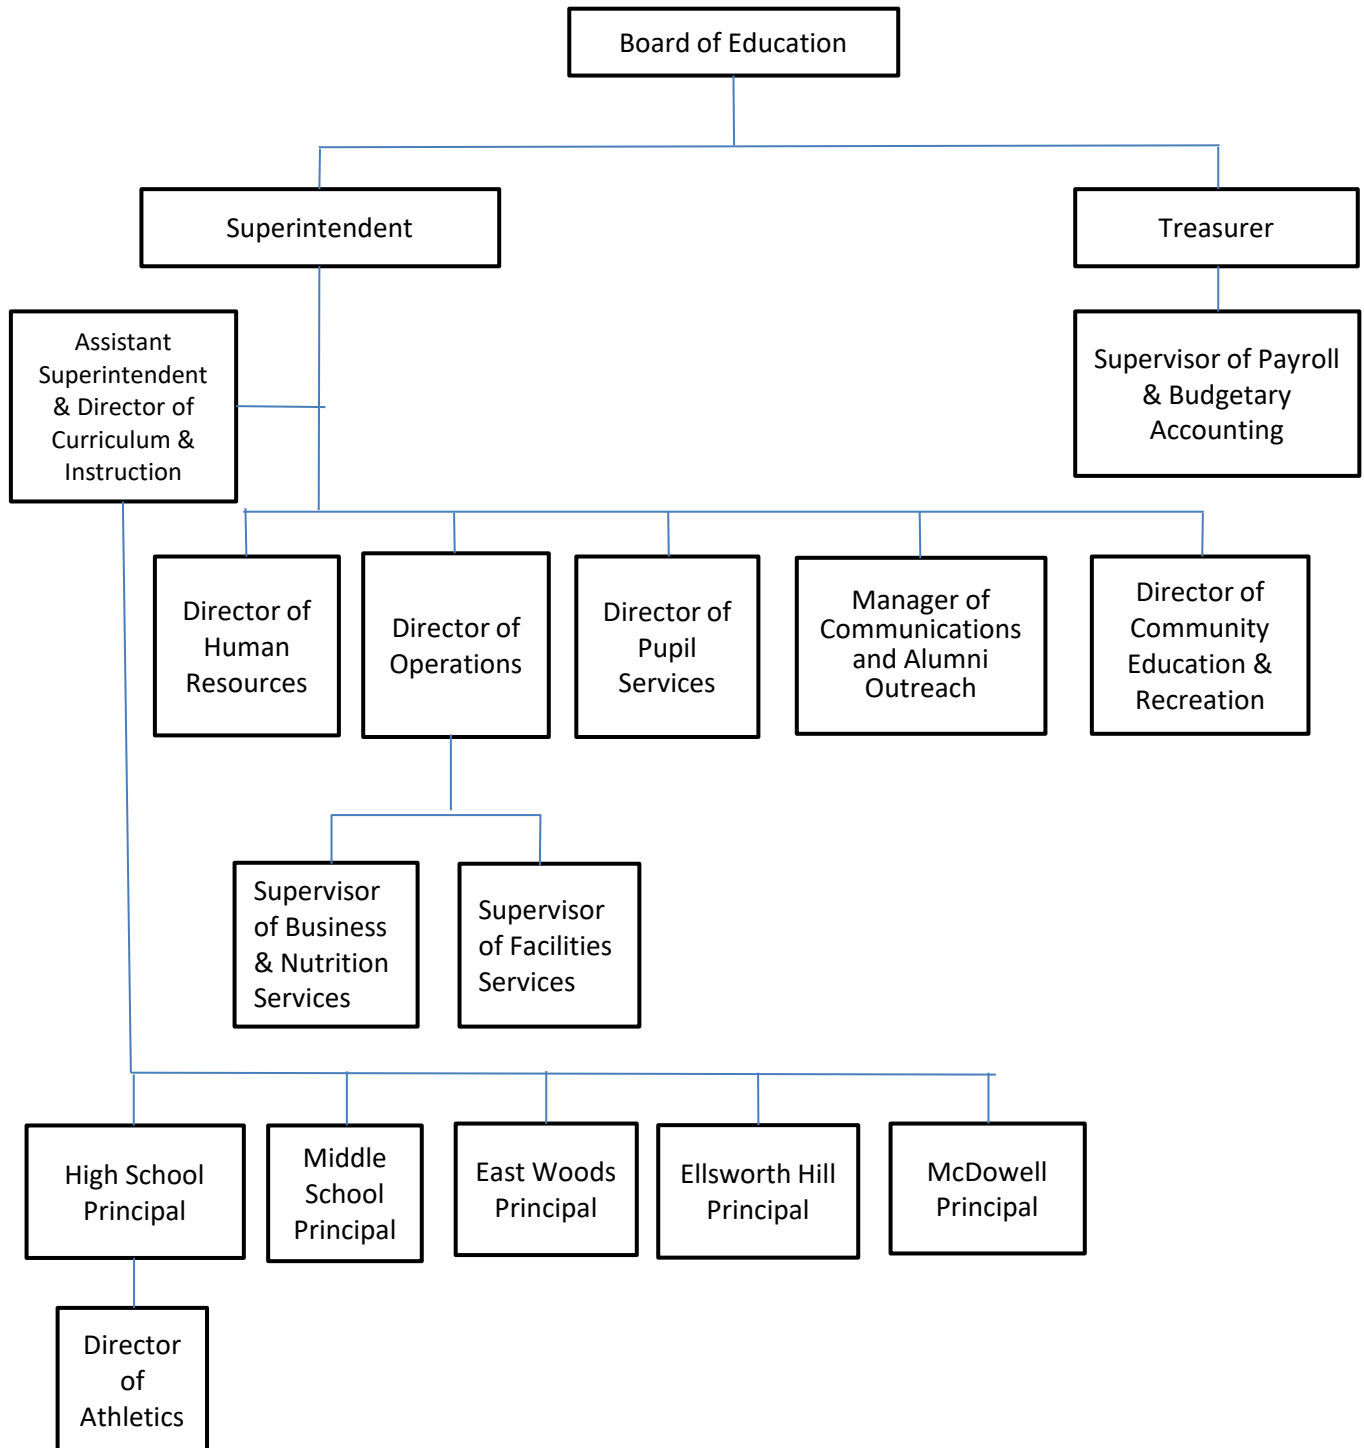 Board of Education
Superintendent
Treasurer
Assistant
Superintendent
& Director of
Curriculum &
Instruction
Supervisor of Payroll
& Budgetary
Accounting
Director of
Human
Resources
Director of
Operations
Director of
Pupil
Services
Manager of
Communications
and Alumni
Outreach
Director of
Community
Education &
Recreation
Supervisor
of Business
& Nutrition
Services
Supervisor
of Facilities
Services
High School
Principal
Middle
School
Principal
East Woods
Principal
Ellsworth Hill
Principal
McDowell
Principal
Director
of
Athletics